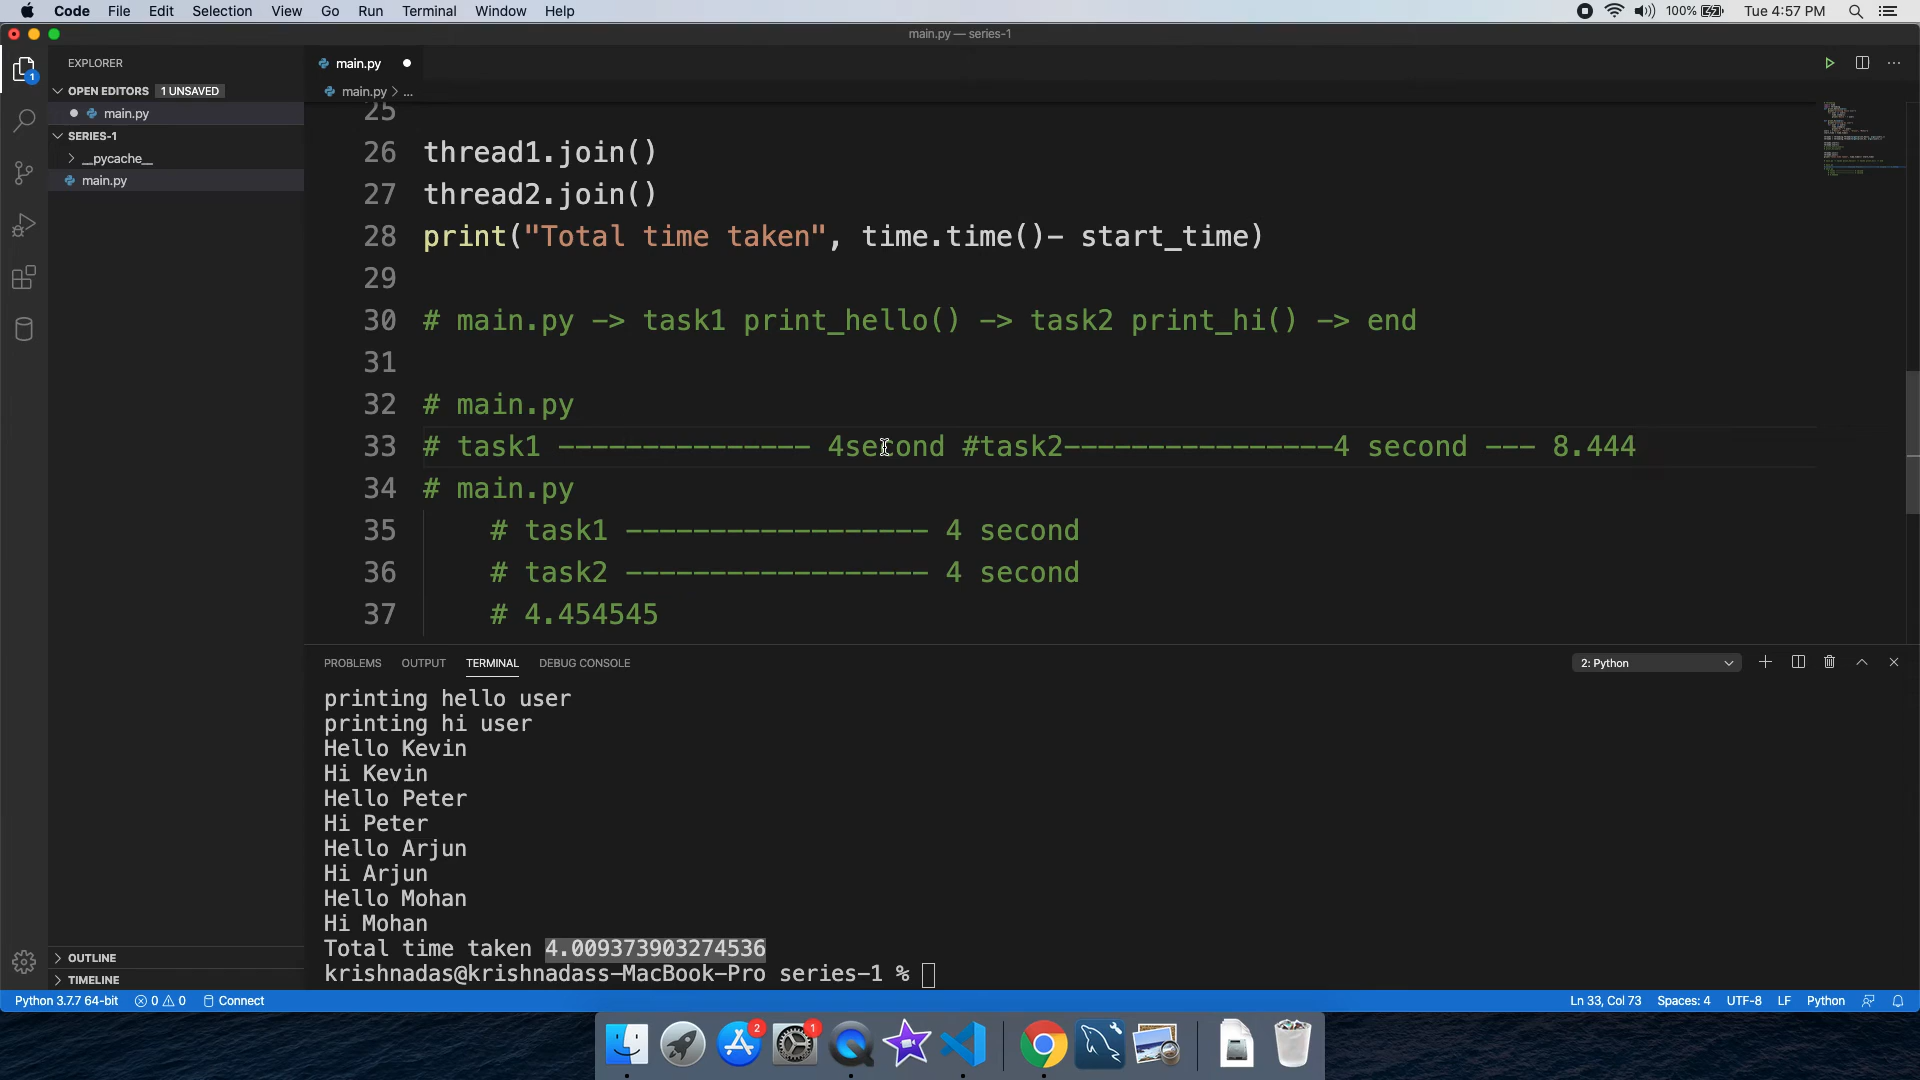 Code File Edit Selection View Go Run Terminal Window Help 100% Tue 4:57 PM
main.py — series-1
EXPLORER
OPEN EDITORS 1 UNSAVED
main.py
SERIES-1
__pycache__
main.py
OUTLINE
TIMELINE
1
main.py
main.py > ...
25
26 thread1.join()
27 thread2.join()
28 print("Total time taken", time.time()- start_time)
29
30 # main.py -> task1 print_hello() -> task2 print_hi() -> end
31
32 # main.py
33 # task1 --------------- 4second #task2----------------4 second --- 8.444
34 # main.py
35 # task1 ------------------ 4 second
36 # task2 ------------------ 4 second
37 # 4.454545
PROBLEMS OUTPUT TERMINAL DEBUG CONSOLE 2: Python
printing hello user
printing hi user
Hello Kevin
Hi Kevin
Hello Peter
Hi Peter
Hello Arjun
Hi Arjun
Hello Mohan
Hi Mohan
Total time taken 4.009373903274536
krishnadas@krishnadass-MacBook-Pro series-1 %
Python 3.7.7 64-bit 0 0 Connect Ln 33, Col 73 Spaces: 4 UTF-8 LF Python
2 1